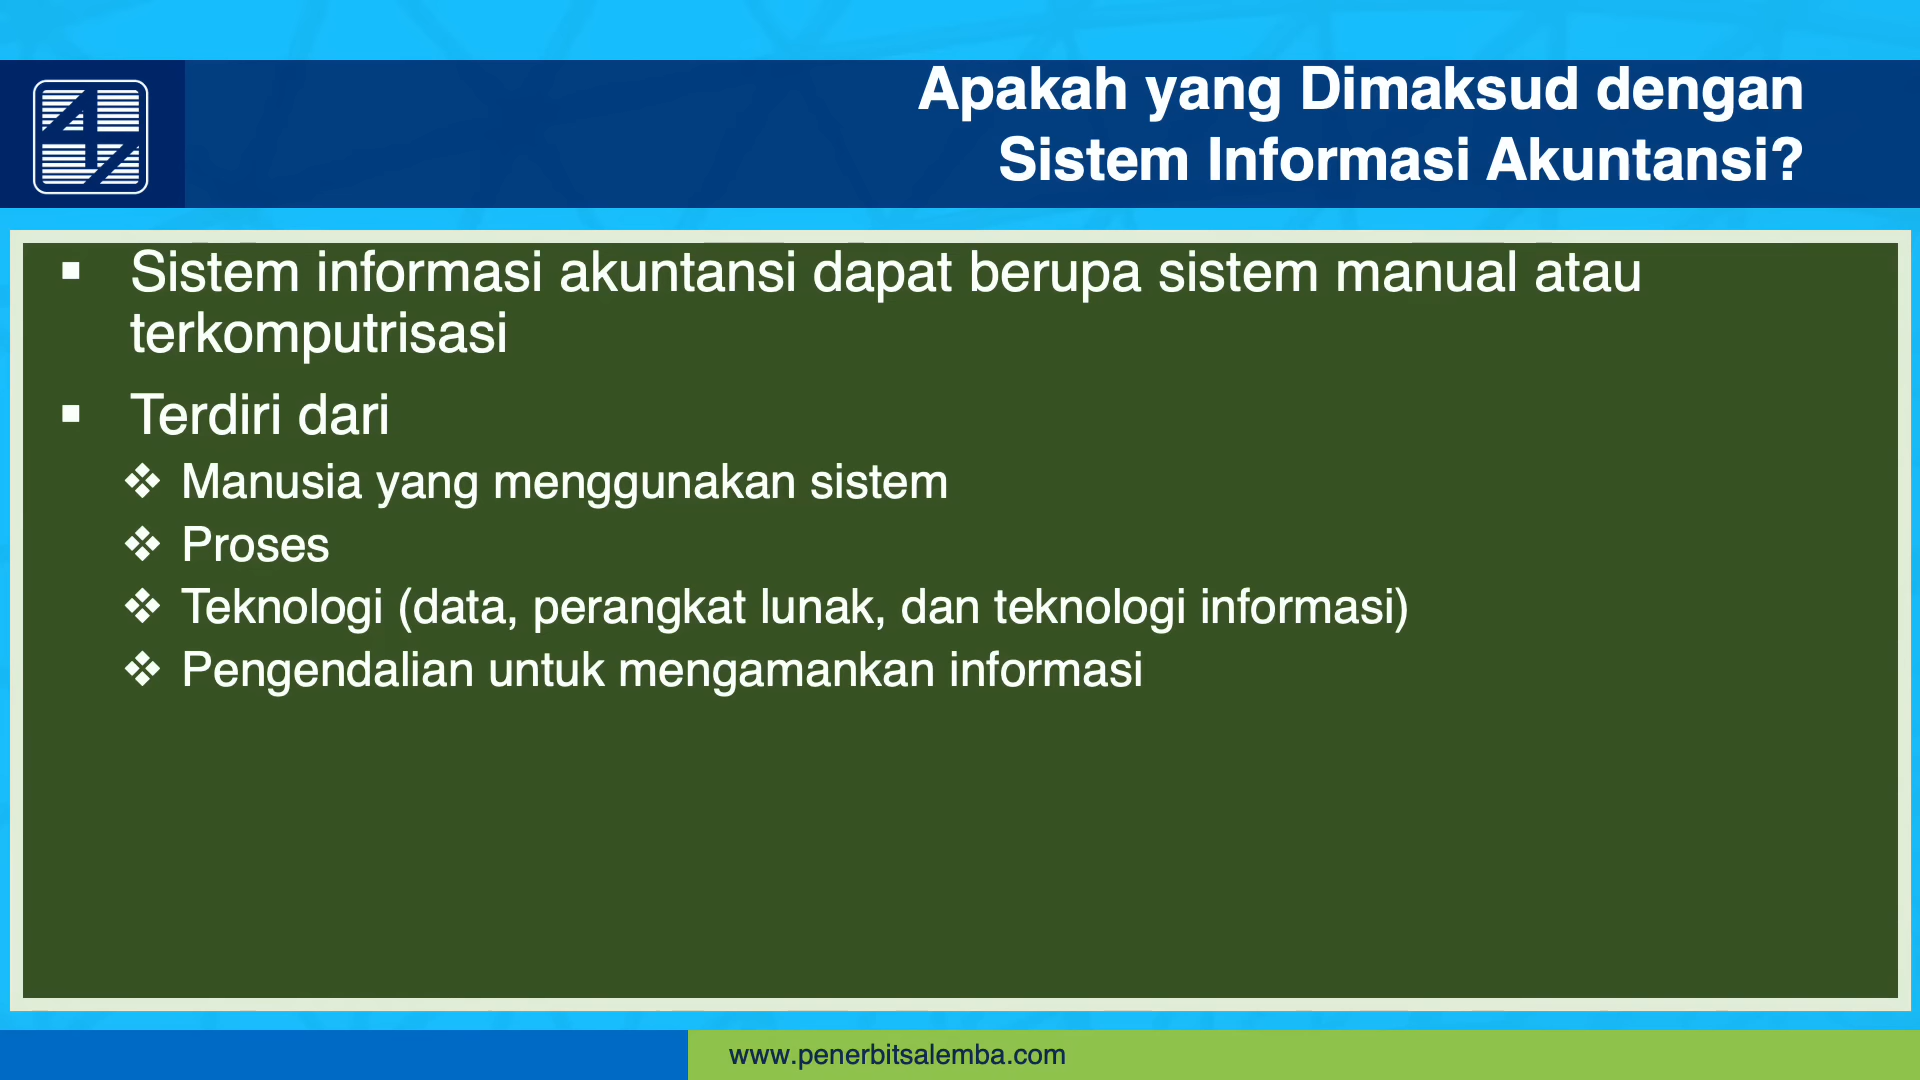 Apakah yang Dimaksud dengan
Sistem Informasi Akuntansi?
▪ Sistem informasi akuntansi dapat berupa sistem manual atau
terkomputrisasi
▪ Terdiri dari
❖ Manusia yang menggunakan sistem
❖ Proses
❖ Teknologi (data, perangkat lunak, dan teknologi informasi)
❖ Pengendalian untuk mengamankan informasi
www.penerbitsalemba.com